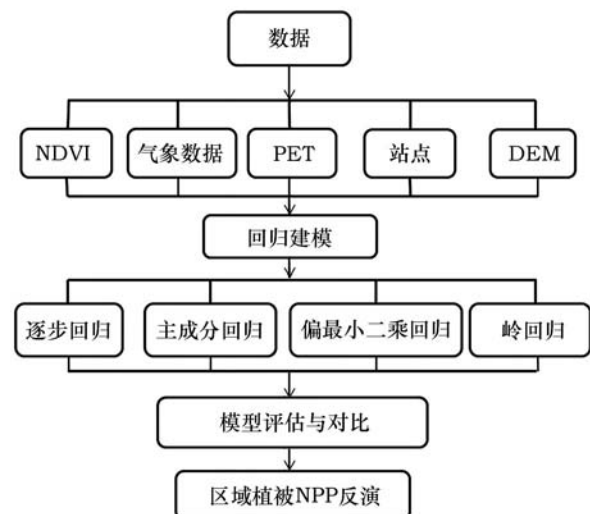 数据
NDVI
气象数据
PET
站点
DEM
回归建模
逐步回归
主成分回归
偏最小二乘回归
岭回归
模型评估与对比
区域植被NPP反演